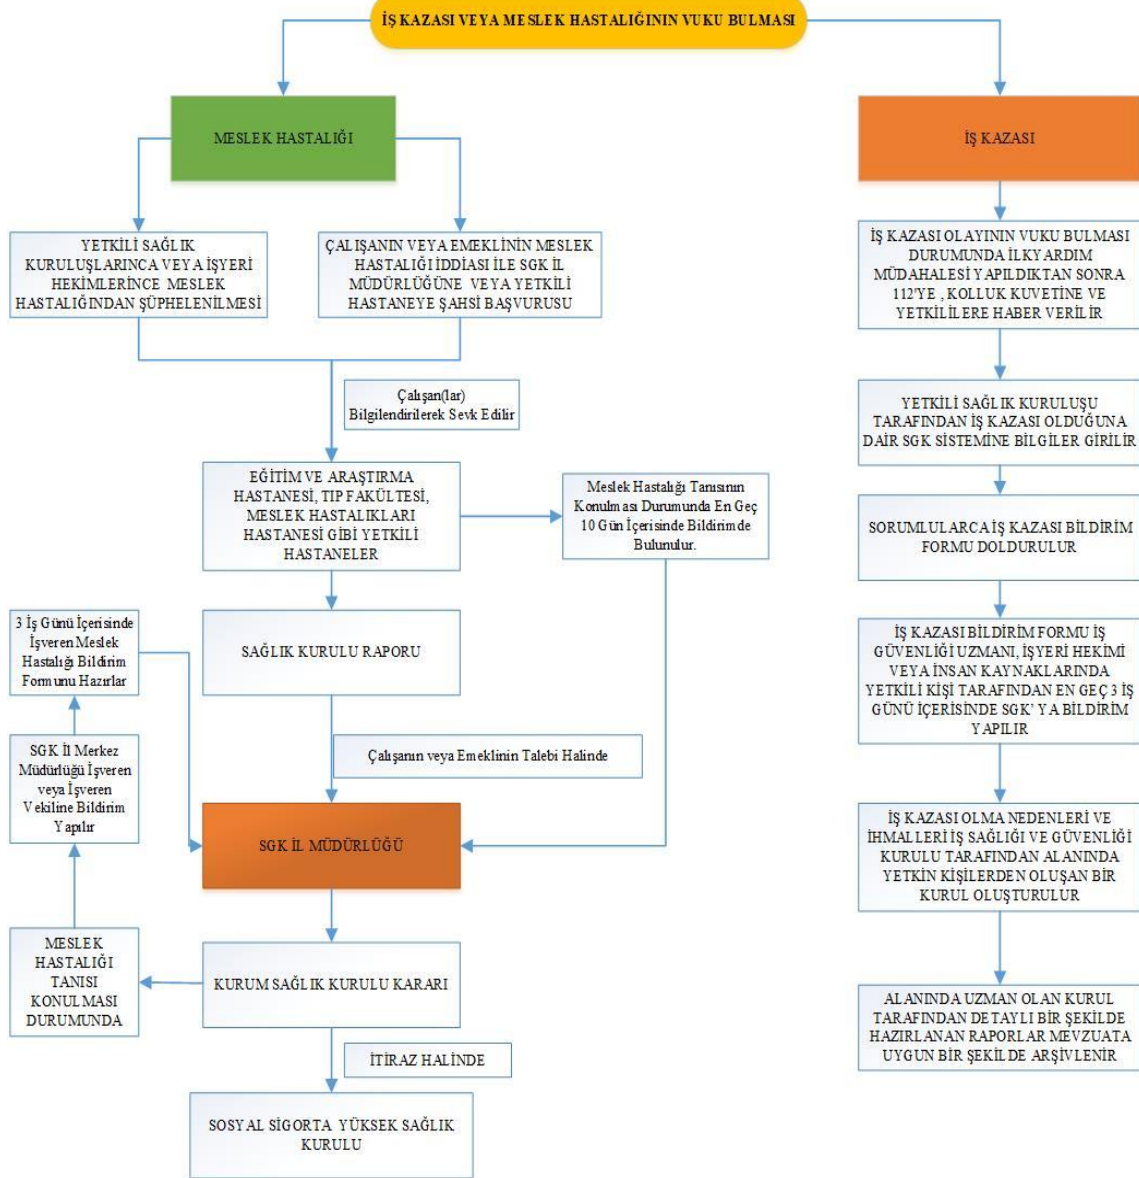 İŞ KAZASI VEYA MESLEK HASTALIĞININ VUKU BULMASI
MESLEK HASTALIĞI
YETKİLİ SAĞLIK
KURULUŞLARINCA VEYA İŞYERİ
HEKİMLERİNCE MESLEK
HASTALIĞINDAN ŞÜPHELENİLMESİ
ÇALIŞANIN VEYA EMEKLİNİN MESLEK
HASTALIĞI İDDİASI İLE SGK İL
MÜDÜRLÜĞÜNE VEYA YETKİLİ
HASTANEYE ŞAHSİ BAŞVURUSU
Çalışan(lar)
Bilgilendirilerek Sevk Edilir
EĞİTİM VE ARAŞTIRMA
HASTANESİ, TIP FAKÜLTESİ,
MESLEK HASTALIKLARI
HASTANESİ GİBİ YETKİLİ
HASTANELER
Meslek Hastalığı Tanısının
Konulması Durumunda En Geç
10 Gün İçerisinde Bildirimde
Bulunulur.
SAĞLIK KURULU RAPORU
3 İş Günü İçerisinde
İşveren Meslek
Hastalığı Bildirim
Formunu Hazırlar
Çalışanın veya Emeklinin Talebi Halinde
SGK İl Merkez
Müdürlüğü İşveren
veya İşveren
Vekiline Bildirim
Yapılır
SGK İL MÜDÜRLÜĞÜ
MESLEK
HASTALIĞI
TANISI
KONULMASI
DURUMUNDA
KURUM SAĞLIK KURULU KARARI
İTİRAZ HALİNDE
SOSYAL SİGORTA YÜKSEK SAĞLIK
KURULU
İŞ KAZASI
İŞ KAZASI OLAYININ VUKU BULMASI
DURUMUNDA İLKYARDIM
MÜDAHALESİ YAPILDIKTAN SONRA
112'YE , KOLLUK KUVETİNE VE
YETKİLİLERE HABER VERİLİR
YETKİLİ SAĞLIK KURULUŞU
TARAFINDAN İŞ KAZASI OLDUĞUNA
DAİR SGK SİSTEMİNE BİLGİLER GİRİLİR
SORUMLULARCA İŞ KAZASI BİLDİRİM
FORMU DOLDURULUR
İŞ KAZASI BİLDİRİM FORMU İŞ
GÜVENLİĞİ UZMANI, İŞYERİ HEKİMİ
VEYA İNSAN KAYNAKLARINDA
YETKİLİ KİŞİ TARAFINDAN EN GEÇ 3 İŞ
GÜNÜ İÇERİSİNDE SGK' YA BİLDİRİM
YAPILIR
İŞ KAZASI OLMA NEDENLERİ VE
İHMALLERİ İŞ SAĞLIĞI VE GÜVENLİĞİ
KURULU TARAFINDAN ALANINDA
YETKİN KİŞİLERDEN OLUŞAN BİR
KURUL OLUŞTURULUR
ALANINDA UZMAN OLAN KURUL
TARAFINDAN DETAYLI BİR ŞEKİLDE
HAZIRLANAN RAPORLAR MEVZUATA
UYGUN BİR ŞEKİLDE ARŞİVLENİR